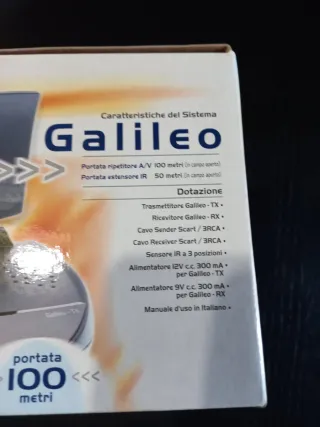 Caratteristiche del Sistema
Galileo
Portata ripetitore A/V 100 metri (in campo aperto)
Portata estensore IR 50 metri (in campo aperto)
Dotazione
Trasmettitore Galileo - TX •
Ricevitore Galileo - RX •
Cavo Sender Scart / 3RCA •
Cavo Receiver Scart / 3RCA •
Sensore IR a 3 posizioni •
Alimentatore 12V c.c. 300 mA •
per Galileo - TX
Alimentatore 9V c.c. 300 mA •
per Galileo - RX
Manuale d'uso in Italiano •
Galileo - TX
portata
100
metri